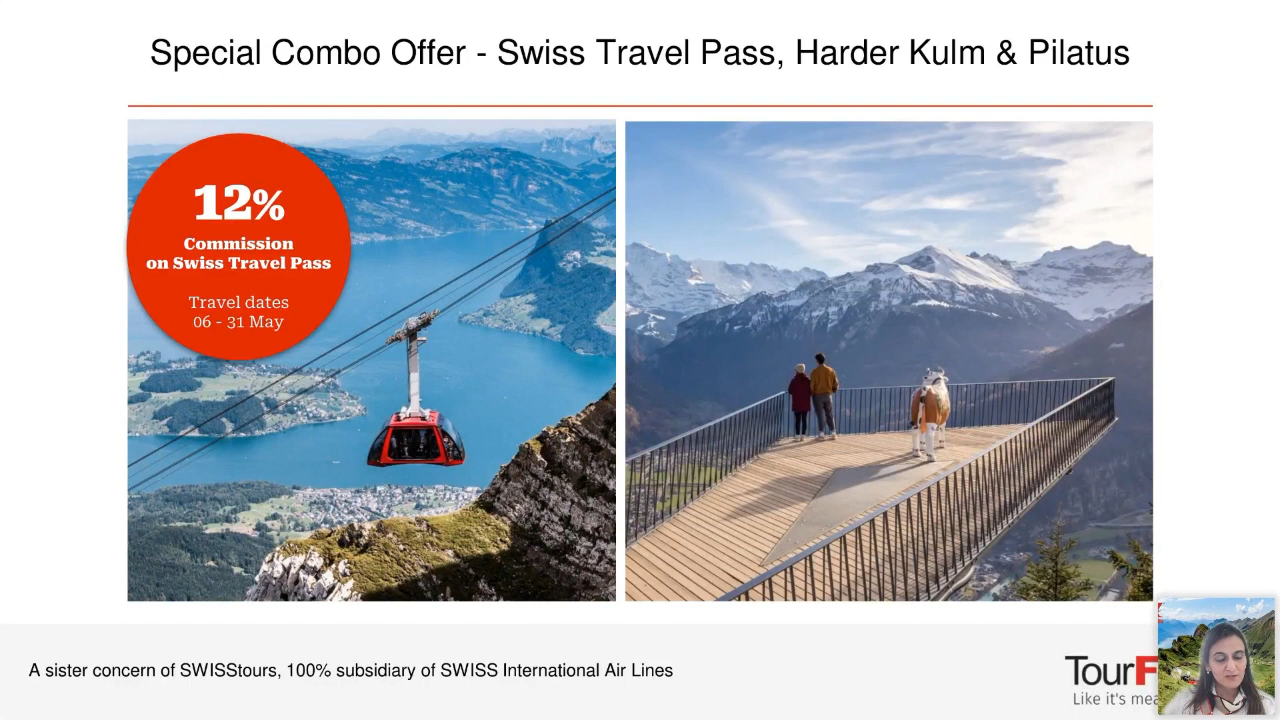 Special Combo Offer - Swiss Travel Pass, Harder Kulm & Pilatus
12%
Commission
on Swiss Travel Pass
Travel dates
06 - 31 May
A sister concern of SWISStours, 100% subsidiary of SWISS International Air Lines
TourF
Like it's mea